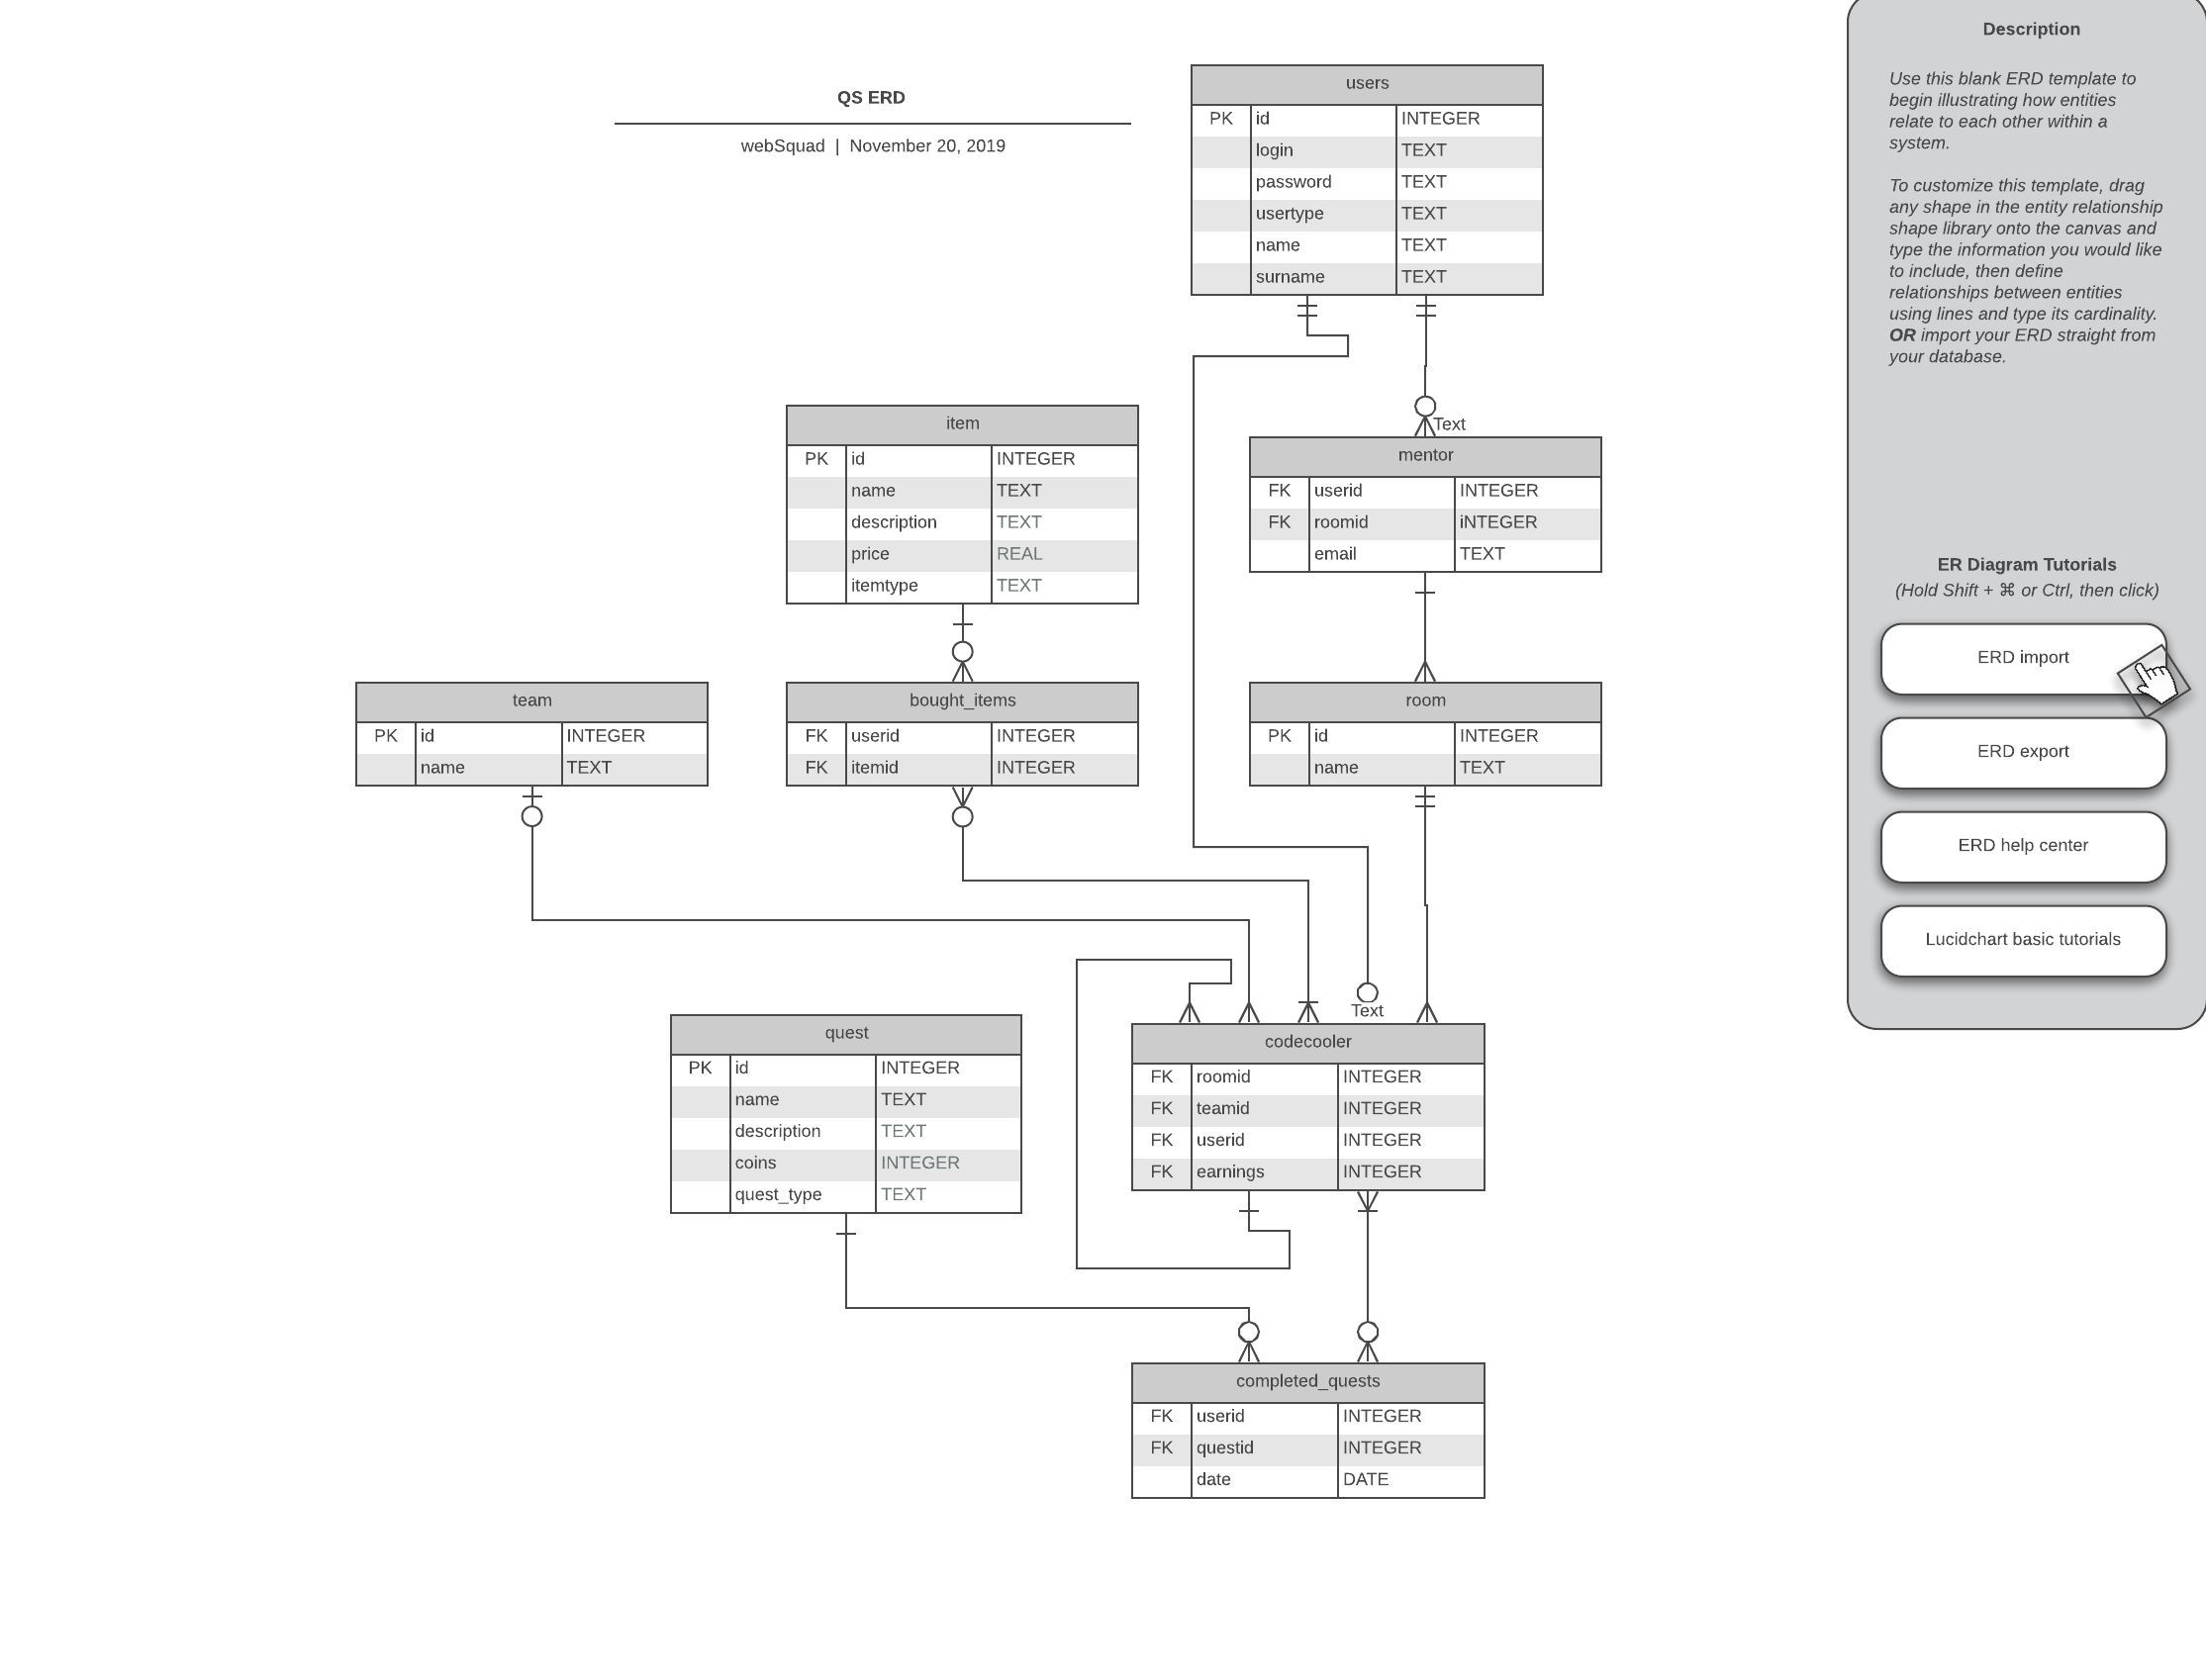 QS ERD
webSquad | November 20, 2019
users
PK id INTEGER
login TEXT
password TEXT
usertype TEXT
name TEXT
surname TEXT
Text
item
PK id INTEGER
name TEXT
description TEXT
price REAL
itemtype TEXT
mentor
FK userid INTEGER
FK roomid iNTEGER
email TEXT
team
PK id INTEGER
name TEXT
bought_items
FK userid INTEGER
FK itemid INTEGER
room
PK id INTEGER
name TEXT
Text
quest
PK id INTEGER
name TEXT
description TEXT
coins INTEGER
quest_type TEXT
codecooler
FK roomid INTEGER
FK teamid INTEGER
FK userid INTEGER
FK earnings INTEGER
completed_quests
FK userid INTEGER
FK questid INTEGER
date DATE
Description
Use this blank ERD template to
begin illustrating how entities
relate to each other within a
system.
To customize this template, drag
any shape in the entity relationship
shape library onto the canvas and
type the information you would like
to include, then define
relationships between entities
using lines and type its cardinality.
OR import your ERD straight from
your database.
ER Diagram Tutorials
(Hold Shift + ⌘ or Ctrl, then click)
ERD import
ERD export
ERD help center
Lucidchart basic tutorials